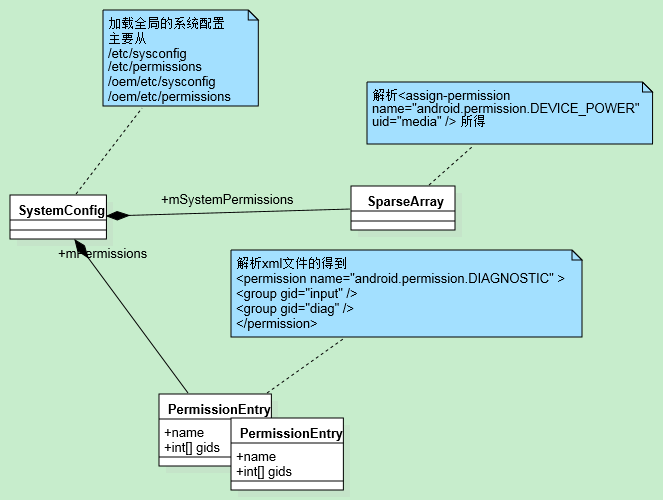 加载全局的系统配置
主要从
/etc/sysconfig
/etc/permissions
/oem/etc/sysconfig
/oem/etc/permissions
解析<assign-permission
name="android.permission.DEVICE_POWER"
uid="media" /> 所得
+mSystemPermissions
SystemConfig
SparseArray
+mPermissions
解析xml文件的得到
<permission name="android.permission.DIAGNOSTIC" >
<group gid="input" />
<group gid="diag" />
</permission>
PermissionEntry
+name
+int[] gids
PermissionEntry
+name
+int[] gids